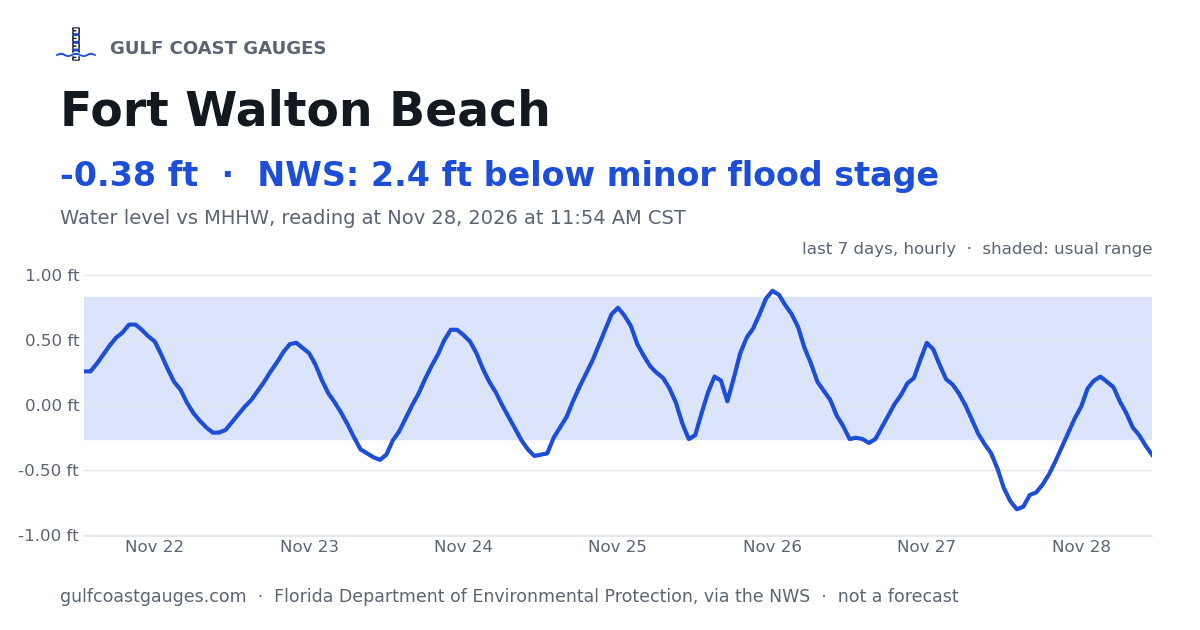 GULF COAST GAUGES
Fort Walton Beach
-0.38 ft · NWS: 2.4 ft below minor flood stage
Water level vs MHHW, reading at Nov 28, 2026 at 11:54 AM CST
last 7 days, hourly · shaded: usual range
1.00 ft
0.50 ft
0.00 ft
-0.50 ft
-1.00 ft
Nov 22 Nov 23 Nov 24 Nov 25 Nov 26 Nov 27 Nov 28
gulfcoastgauges.com · Florida Department of Environmental Protection, via the NWS · not a forecast